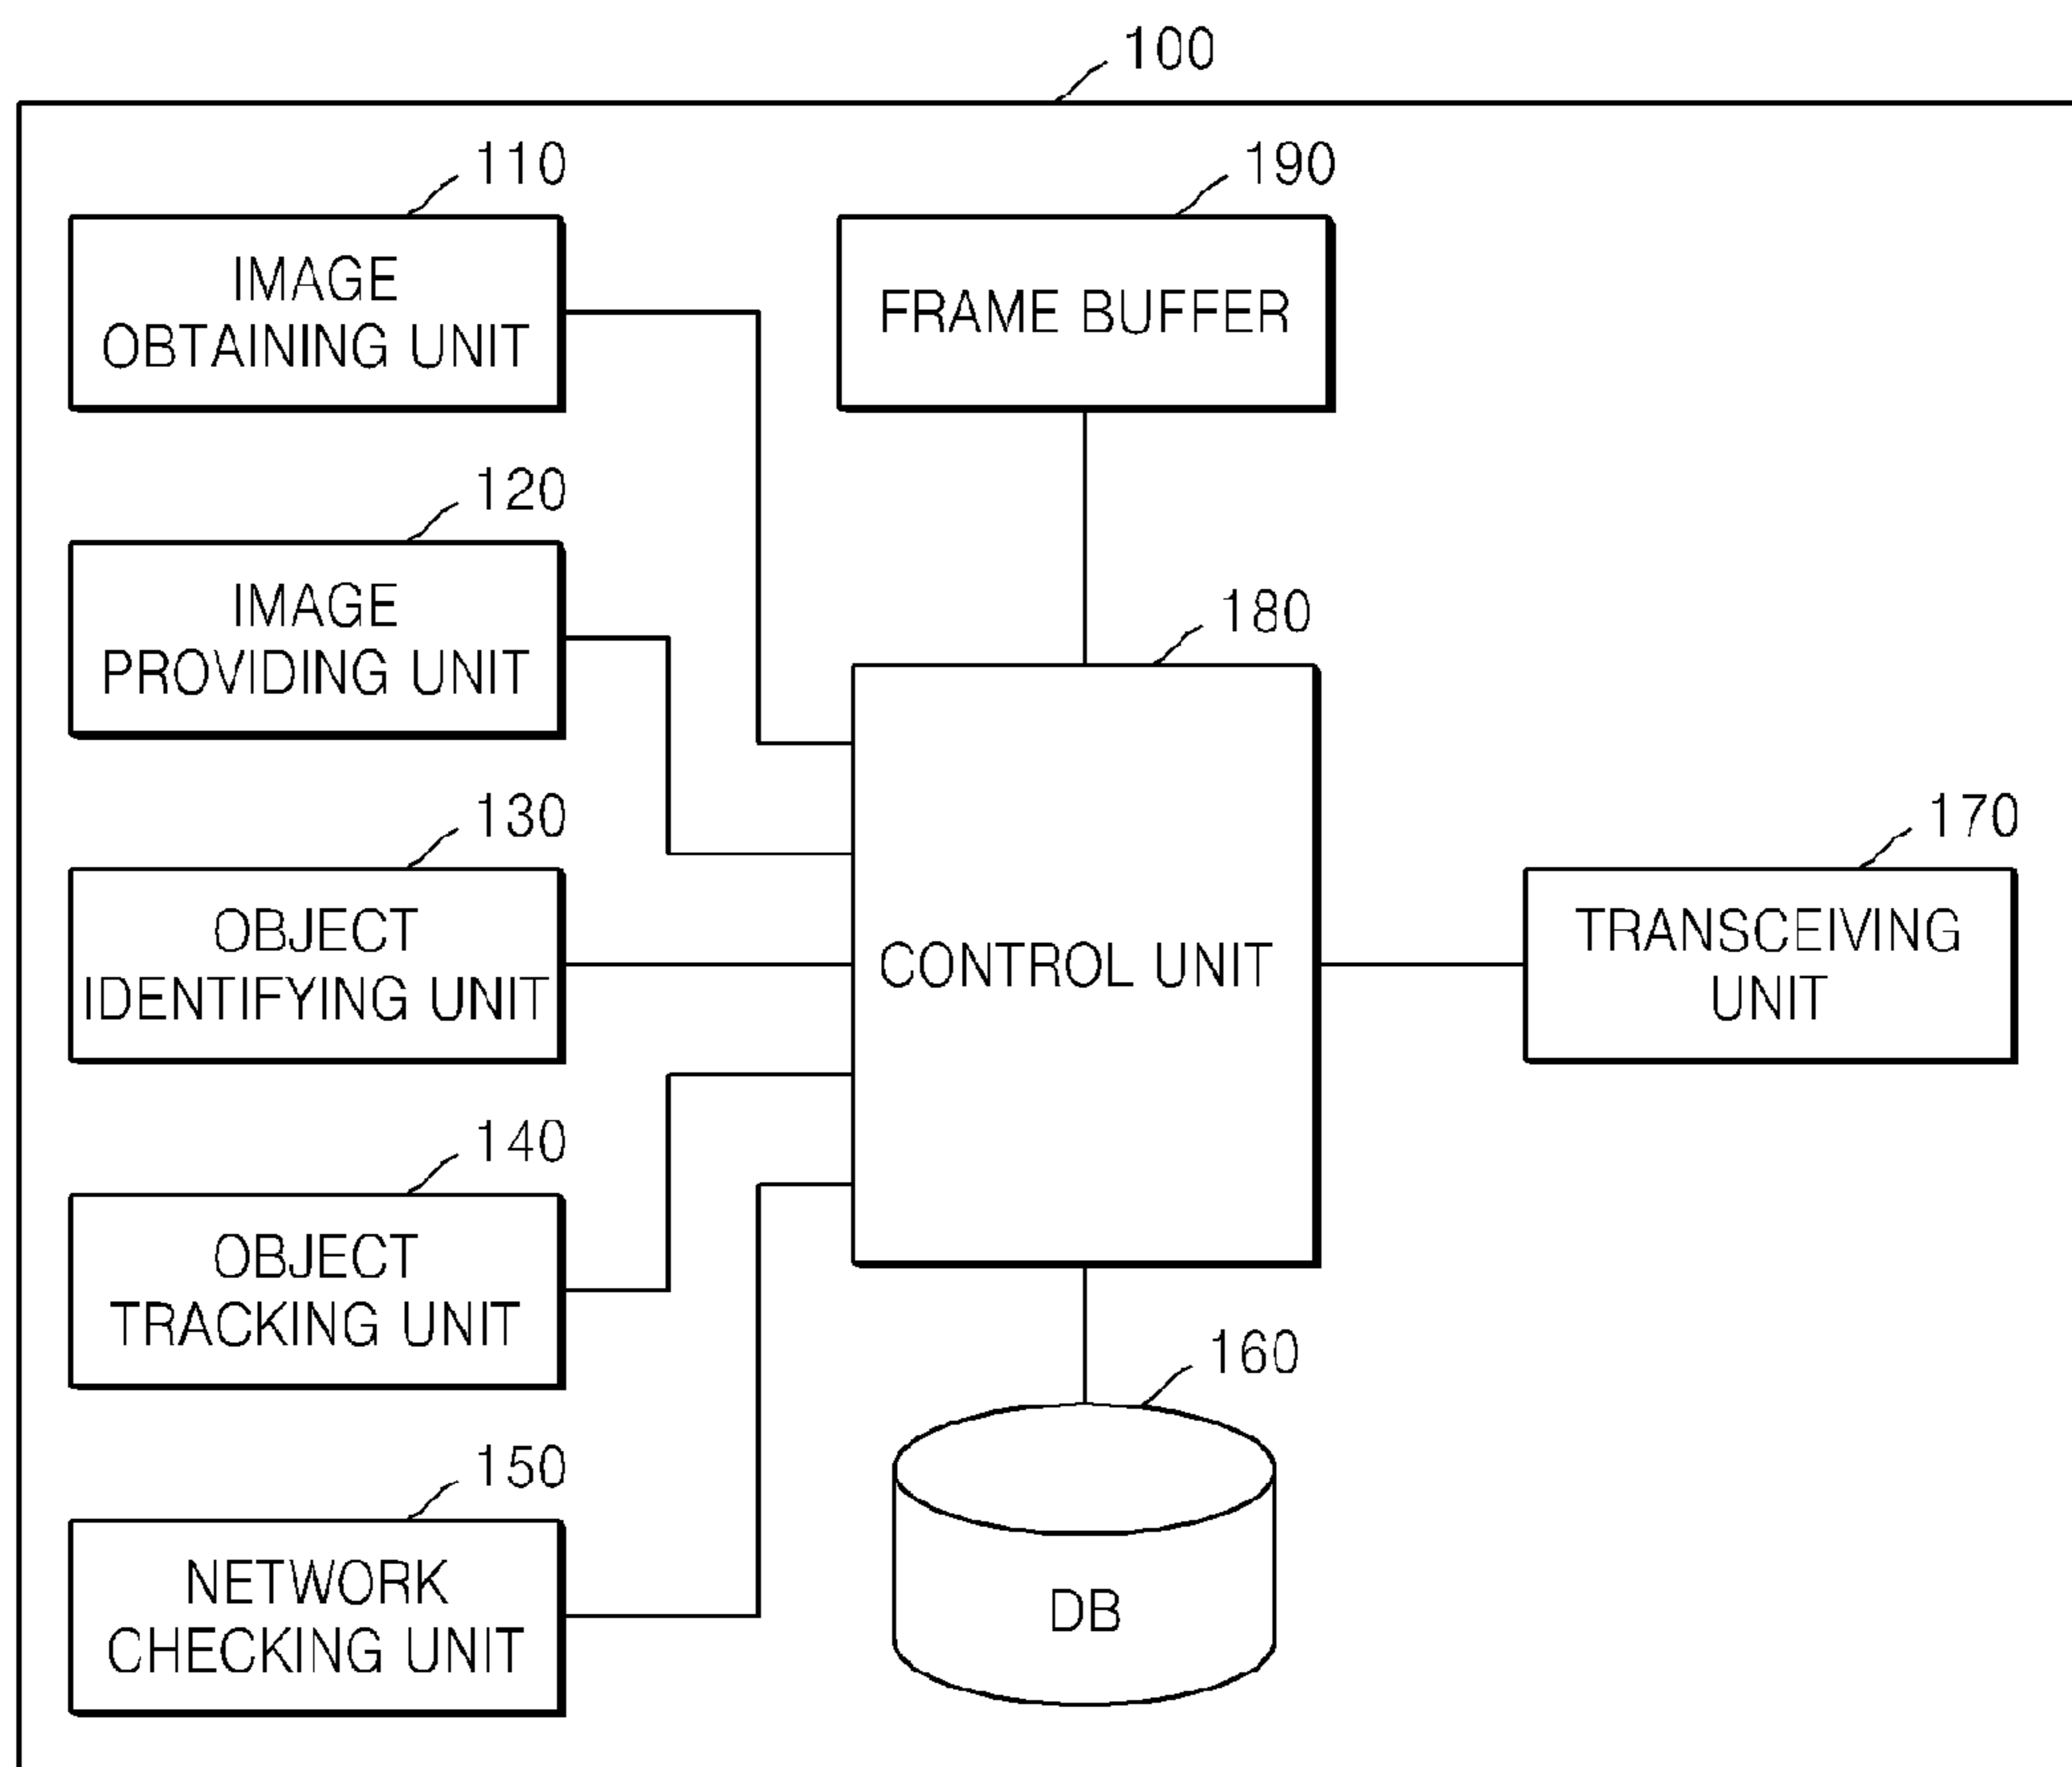 100
110
IMAGE
OBTAINING UNIT
190
FRAME BUFFER
120
IMAGE
PROVIDING UNIT
180
CONTROL UNIT
130
OBJECT
IDENTIFYING UNIT
170
TRANSCEIVING
UNIT
140
OBJECT
TRACKING UNIT
160
DB
150
NETWORK
CHECKING UNIT